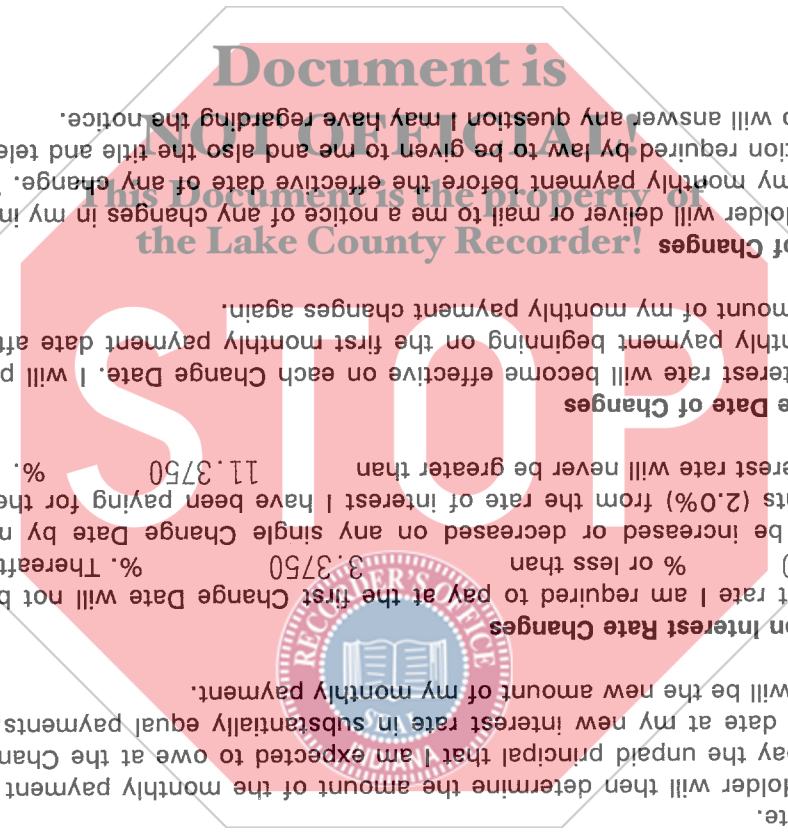 Document is
NOT OFFICIAL!
This Document is the property of
the Lake County Recorder!
STOP
RECORDER'S OFFICE
SEAL
INDIANA
te.
older will then determine the amount of the monthly payment
ay the unpaid principal that I am expected to owe at the Chan
date at my new interest rate in substantially equal payments
will be the new amount of my monthly payment.
on Interest Rate Changes
t rate I am required to pay at the first Change Date will not b
% or less than 3.3750 %. Thereaft
be increased or decreased on any single Change Date by n
ts (2.0%) from the rate of interest I have been paying for the
erest rate will never be greater than 11.3750 %.
e Date of Changes
terest rate will become effective on each Change Date. I will p
nthly payment beginning on the first monthly payment date aft
mount of my monthly payment changes again.
of Changes
older will deliver or mail to me a notice of any changes in my in
my monthly payment before the effective date of any change.
tion required by law to be given to me and also the title and tele
o will answer any question I may have regarding the notice.